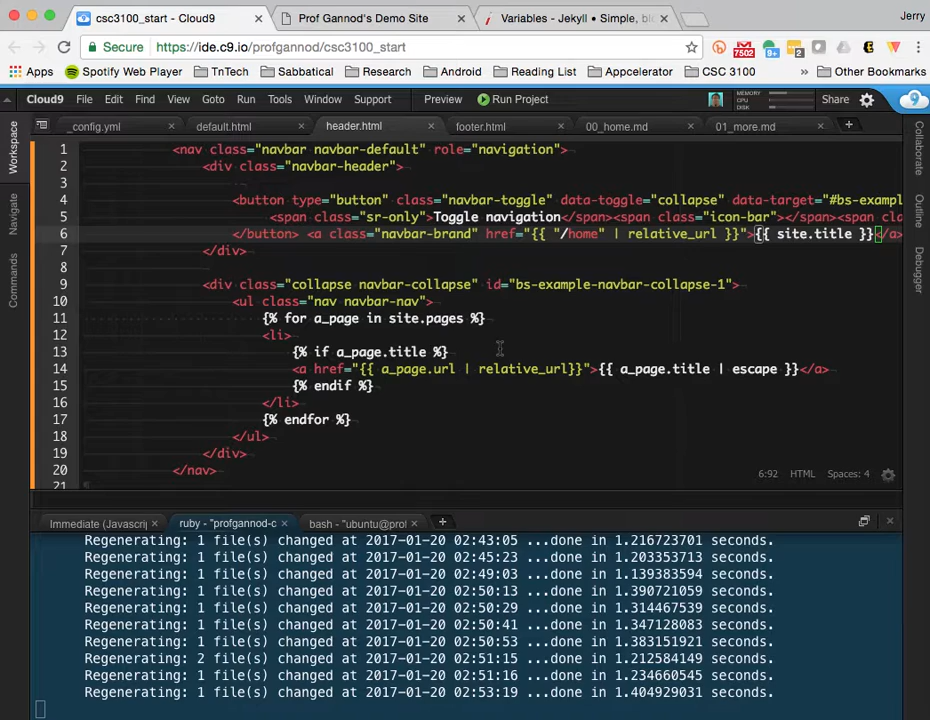 csc3100_start - Cloud9
Prof Gannod's Demo Site
Variables - Jekyll • Simple, bl
Jerry
Secure
https://ide.c9.io/profgannod/csc3100_start
7502
9+
2
Apps
Spotify Web Player
TnTech
Sabbatical
Research
Android
Reading List
Appcelerator
CSC 3100
»
Other Bookmarks
Cloud9 File Edit Find View Goto Run Tools Window Support Preview Run Project
MEMORY
CPU
DISK
Share
_config.yml
default.html
header.html
footer.html
00_home.md
01_more.md
Workspace
Navigate
Commands
Collaborate
Outline
Debugger
1 <nav class="navbar navbar-default" role="navigation">
2 <div class="navbar-header">
3
4 <button type="button" class="navbar-toggle" data-toggle="collapse" data-target="#bs-exam
5 <span class="sr-only">Toggle navigation</span><span class="icon-bar"></span><span cl
6 </button> <a class="navbar-brand" href="{{ "/home" | relative_url }}">{{ site.title }}</a>
7 </div>
8
9 <div class="collapse navbar-collapse" id="bs-example-navbar-collapse-1">
10 <ul class="nav navbar-nav">
11 {% for a_page in site.pages %}
12 <li>
13 {% if a_page.title %}
14 <a href="{{ a_page.url | relative_url}}">{{ a_page.title | escape }}</a>
15 {% endif %}
16 </li>
17 {% endfor %}
18 </ul>
19 </div>
20 </nav>
21
6:92 HTML Spaces: 4
Immediate (Javascrip
ruby - "profgannod-c
bash - "ubuntu@prof
Regenerating: 1 file(s) changed at 2017-01-20 02:43:05 ...done in 1.216723701 seconds.
Regenerating: 1 file(s) changed at 2017-01-20 02:45:23 ...done in 1.203353713 seconds.
Regenerating: 1 file(s) changed at 2017-01-20 02:49:03 ...done in 1.139383594 seconds.
Regenerating: 1 file(s) changed at 2017-01-20 02:50:13 ...done in 1.390721059 seconds.
Regenerating: 1 file(s) changed at 2017-01-20 02:50:29 ...done in 1.314467539 seconds.
Regenerating: 1 file(s) changed at 2017-01-20 02:50:41 ...done in 1.347128083 seconds.
Regenerating: 1 file(s) changed at 2017-01-20 02:50:53 ...done in 1.383151921 seconds.
Regenerating: 2 file(s) changed at 2017-01-20 02:51:15 ...done in 1.212584149 seconds.
Regenerating: 1 file(s) changed at 2017-01-20 02:51:16 ...done in 1.234660545 seconds.
Regenerating: 1 file(s) changed at 2017-01-20 02:53:19 ...done in 1.404929031 seconds.